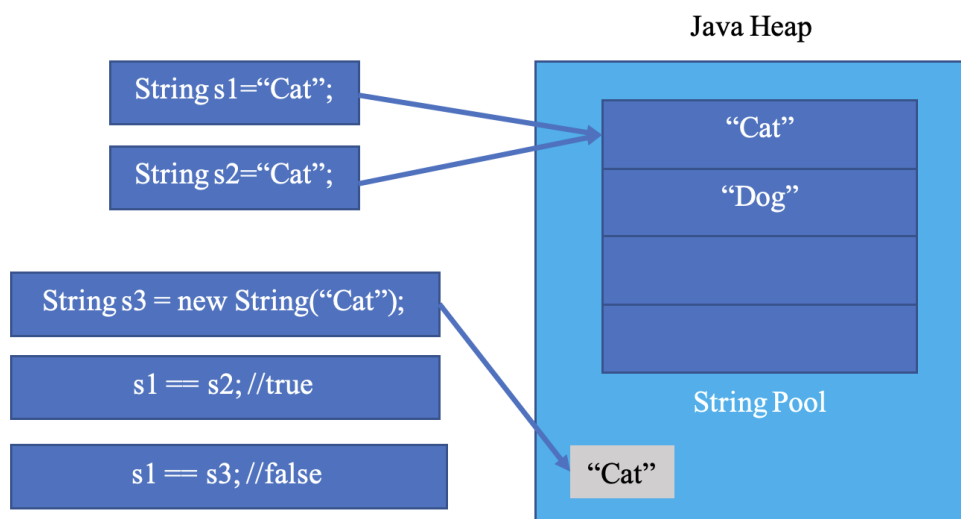 Java Heap
String s1=“Cat”;
“Cat”
String s2=“Cat”;
“Dog”
String s3 = new String(“Cat”);
s1 == s2; //true
String Pool
s1 == s3; //false
“Cat”